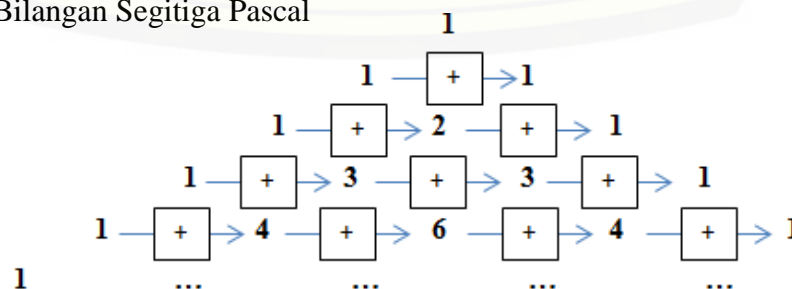 Bilangan Segitiga Pascal
1
1 + 1
1 + 2 + 1
1 + 3 + 3 + 1
1 + 4 + 6 + 4 + 1
1 ... ... ... ...